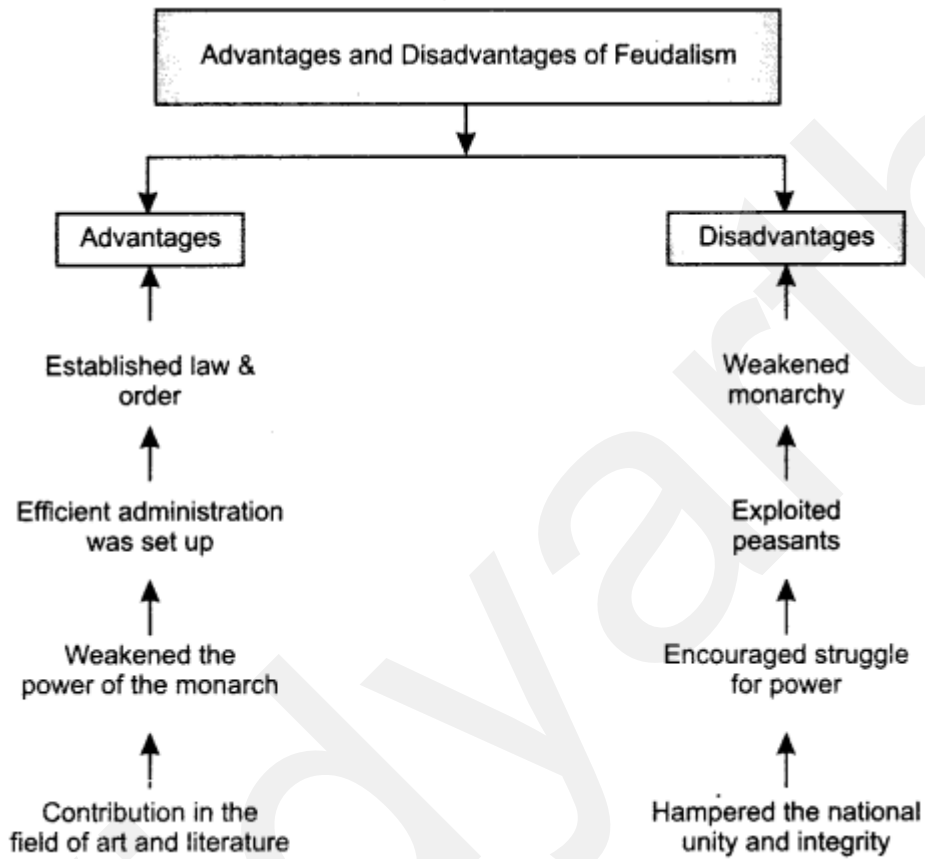 Advantages and Disadvantages of Feudalism
Advantages
Established law &
order
Efficient administration
was set up
Weakened the
power of the monarch
Contribution in the
field of art and literature
Disadvantages
Weakened
monarchy
Exploited
peasants
Encouraged struggle
for power
Hampered the national
unity and integrity